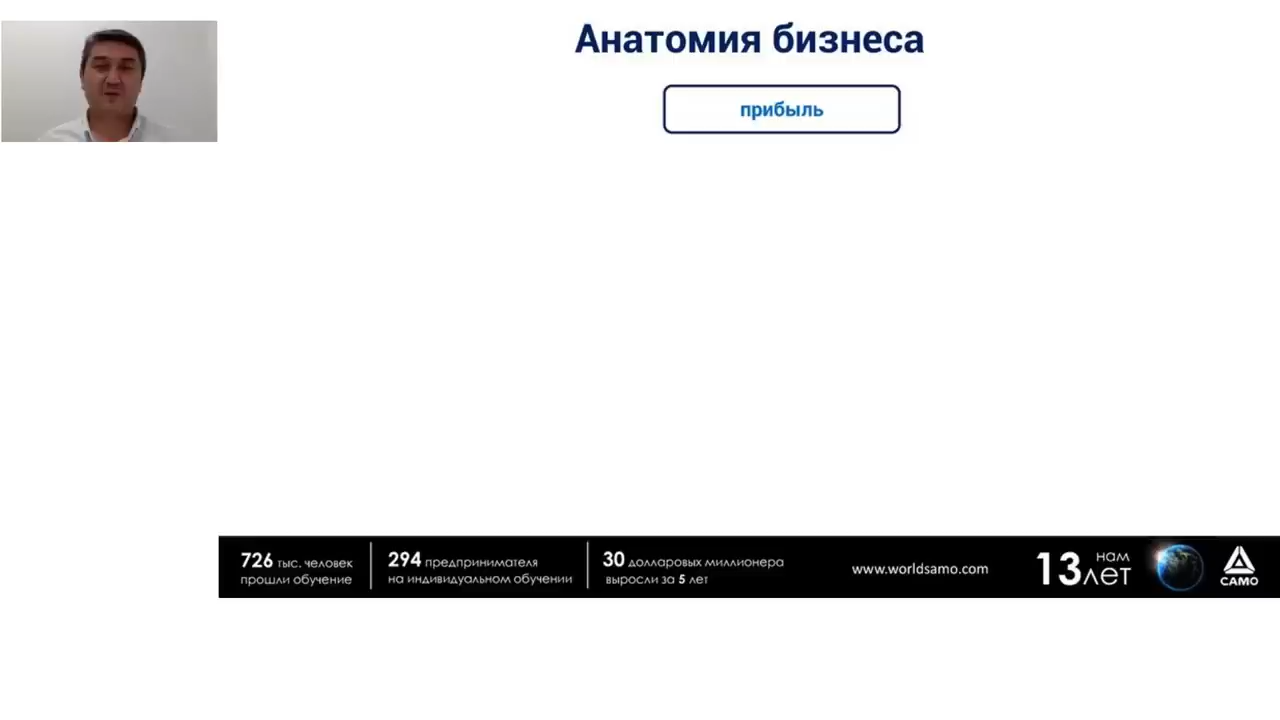 Анатомия бизнеса
прибыль
726 тыс. человек
прошли обучение
294 предпринимателя
на индивидуальном обучении
30 долларовых миллионера
выросли за 5 лет
www.worldsamo.com
13 нам
лет
САМО